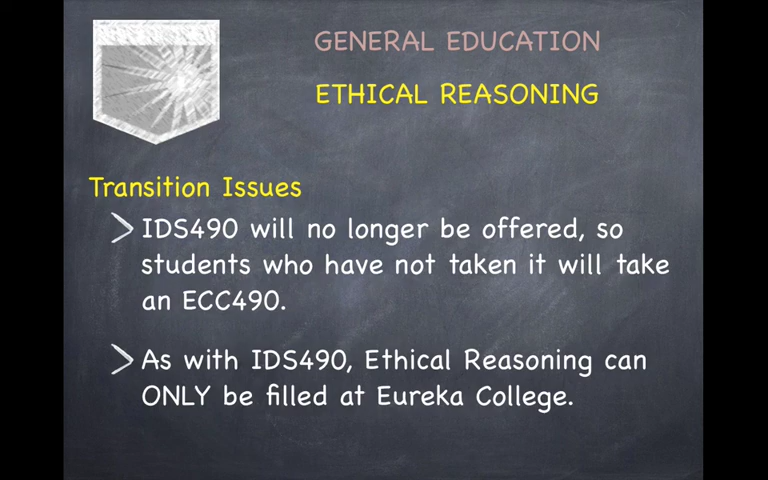 GENERAL EDUCATION
ETHICAL REASONING
Transition Issues
IDS490 will no longer be offered, so
students who have not taken it will take
an ECC490.
As with IDS490, Ethical Reasoning can
ONLY be filled at Eureka College.